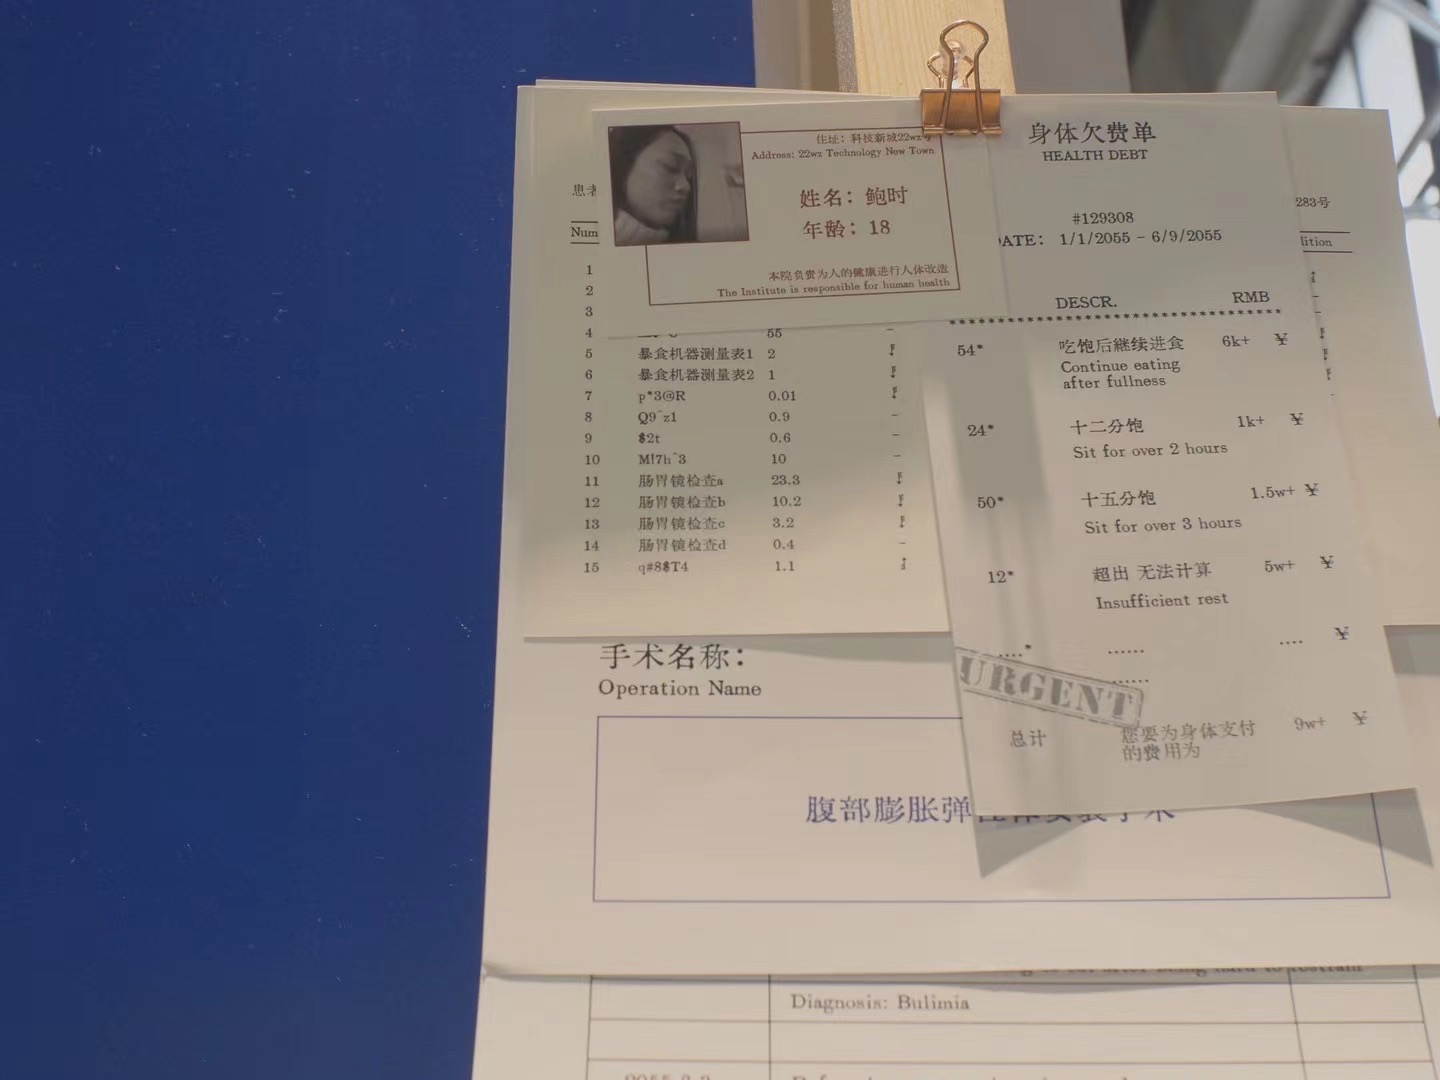 住址：科技新城22wz
Address: 22wz Technology New Town
姓名：鲍时
年龄：18
本院负责为人的健康进行人体改造
The Institute is responsible for human health
身体欠费单
HEALTH DEBT
#129308
DATE: 1/1/2055 - 6/9/2055
DESCR. RMB
54* 吃饱后継续进食 6k+ ¥
Continue eating
after fullness
24* 十二分饱 1k+ ¥
Sit for over 2 hours
50* 十五分饱 1.5w+ ¥
Sit for over 3 hours
12* 超出 无法计算 5w+ ¥
Insufficient rest
....* ...... .... ¥
......
URGENT
总计 您要为身体支付 9w+ ¥
的费用为
患者
283号
Num
1
2
3
4 55 –
5 暴食机器测量表1 2 ↓
6 暴食机器测量表2 1 ↓
7 p*3@R 0.01 ↓
8 Q9^z1 0.9 –
9 $2t 0.6 –
10 M!7h^3 10 –
11 肠胃镜检查a 23.3 ↓
12 肠胃镜检查b 10.2 ↓
13 肠胃镜检查c 3.2 ↓
14 肠胃镜检查d 0.4 –
15 q#8$T4 1.1 ↑
手术名称：
Operation Name
腹部膨胀弹
Diagnosis: Bulimia